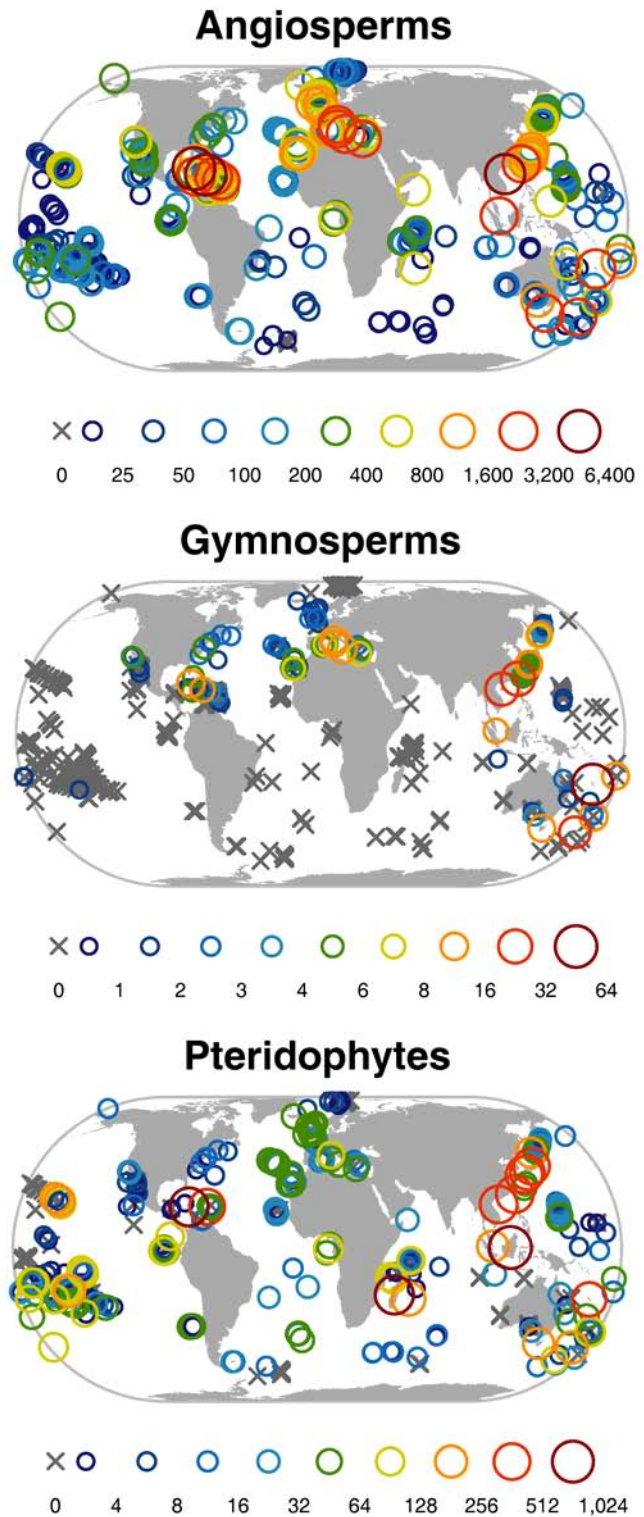 Angiosperms
0 25 50 100 200 400 800 1,600 3,200 6,400
Gymnosperms
0 1 2 3 4 6 8 16 32 64
Pteridophytes
0 4 8 16 32 64 128 256 512 1,024